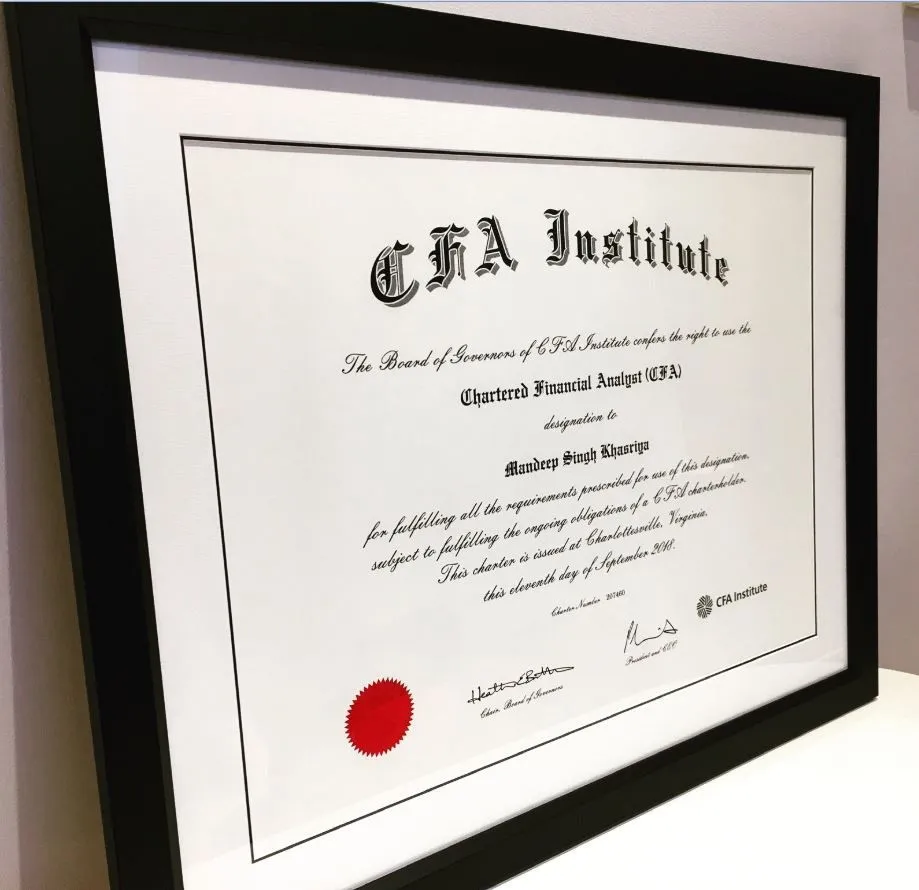 CFA Institute
The Board of Governors of CFA Institute confers the right to use the
Chartered Financial Analyst (CFA)
designation to
Mandeep Singh Khasriya
for fulfilling all the requirements prescribed for use of this designation,
subject to fulfilling the ongoing obligations of a CFA charterholder.
This charter is issued at Charlottesville, Virginia,
this eleventh day of September 2018.
Charter Number 207460
CFA Institute
President and CEO
Chair, Board of Governors